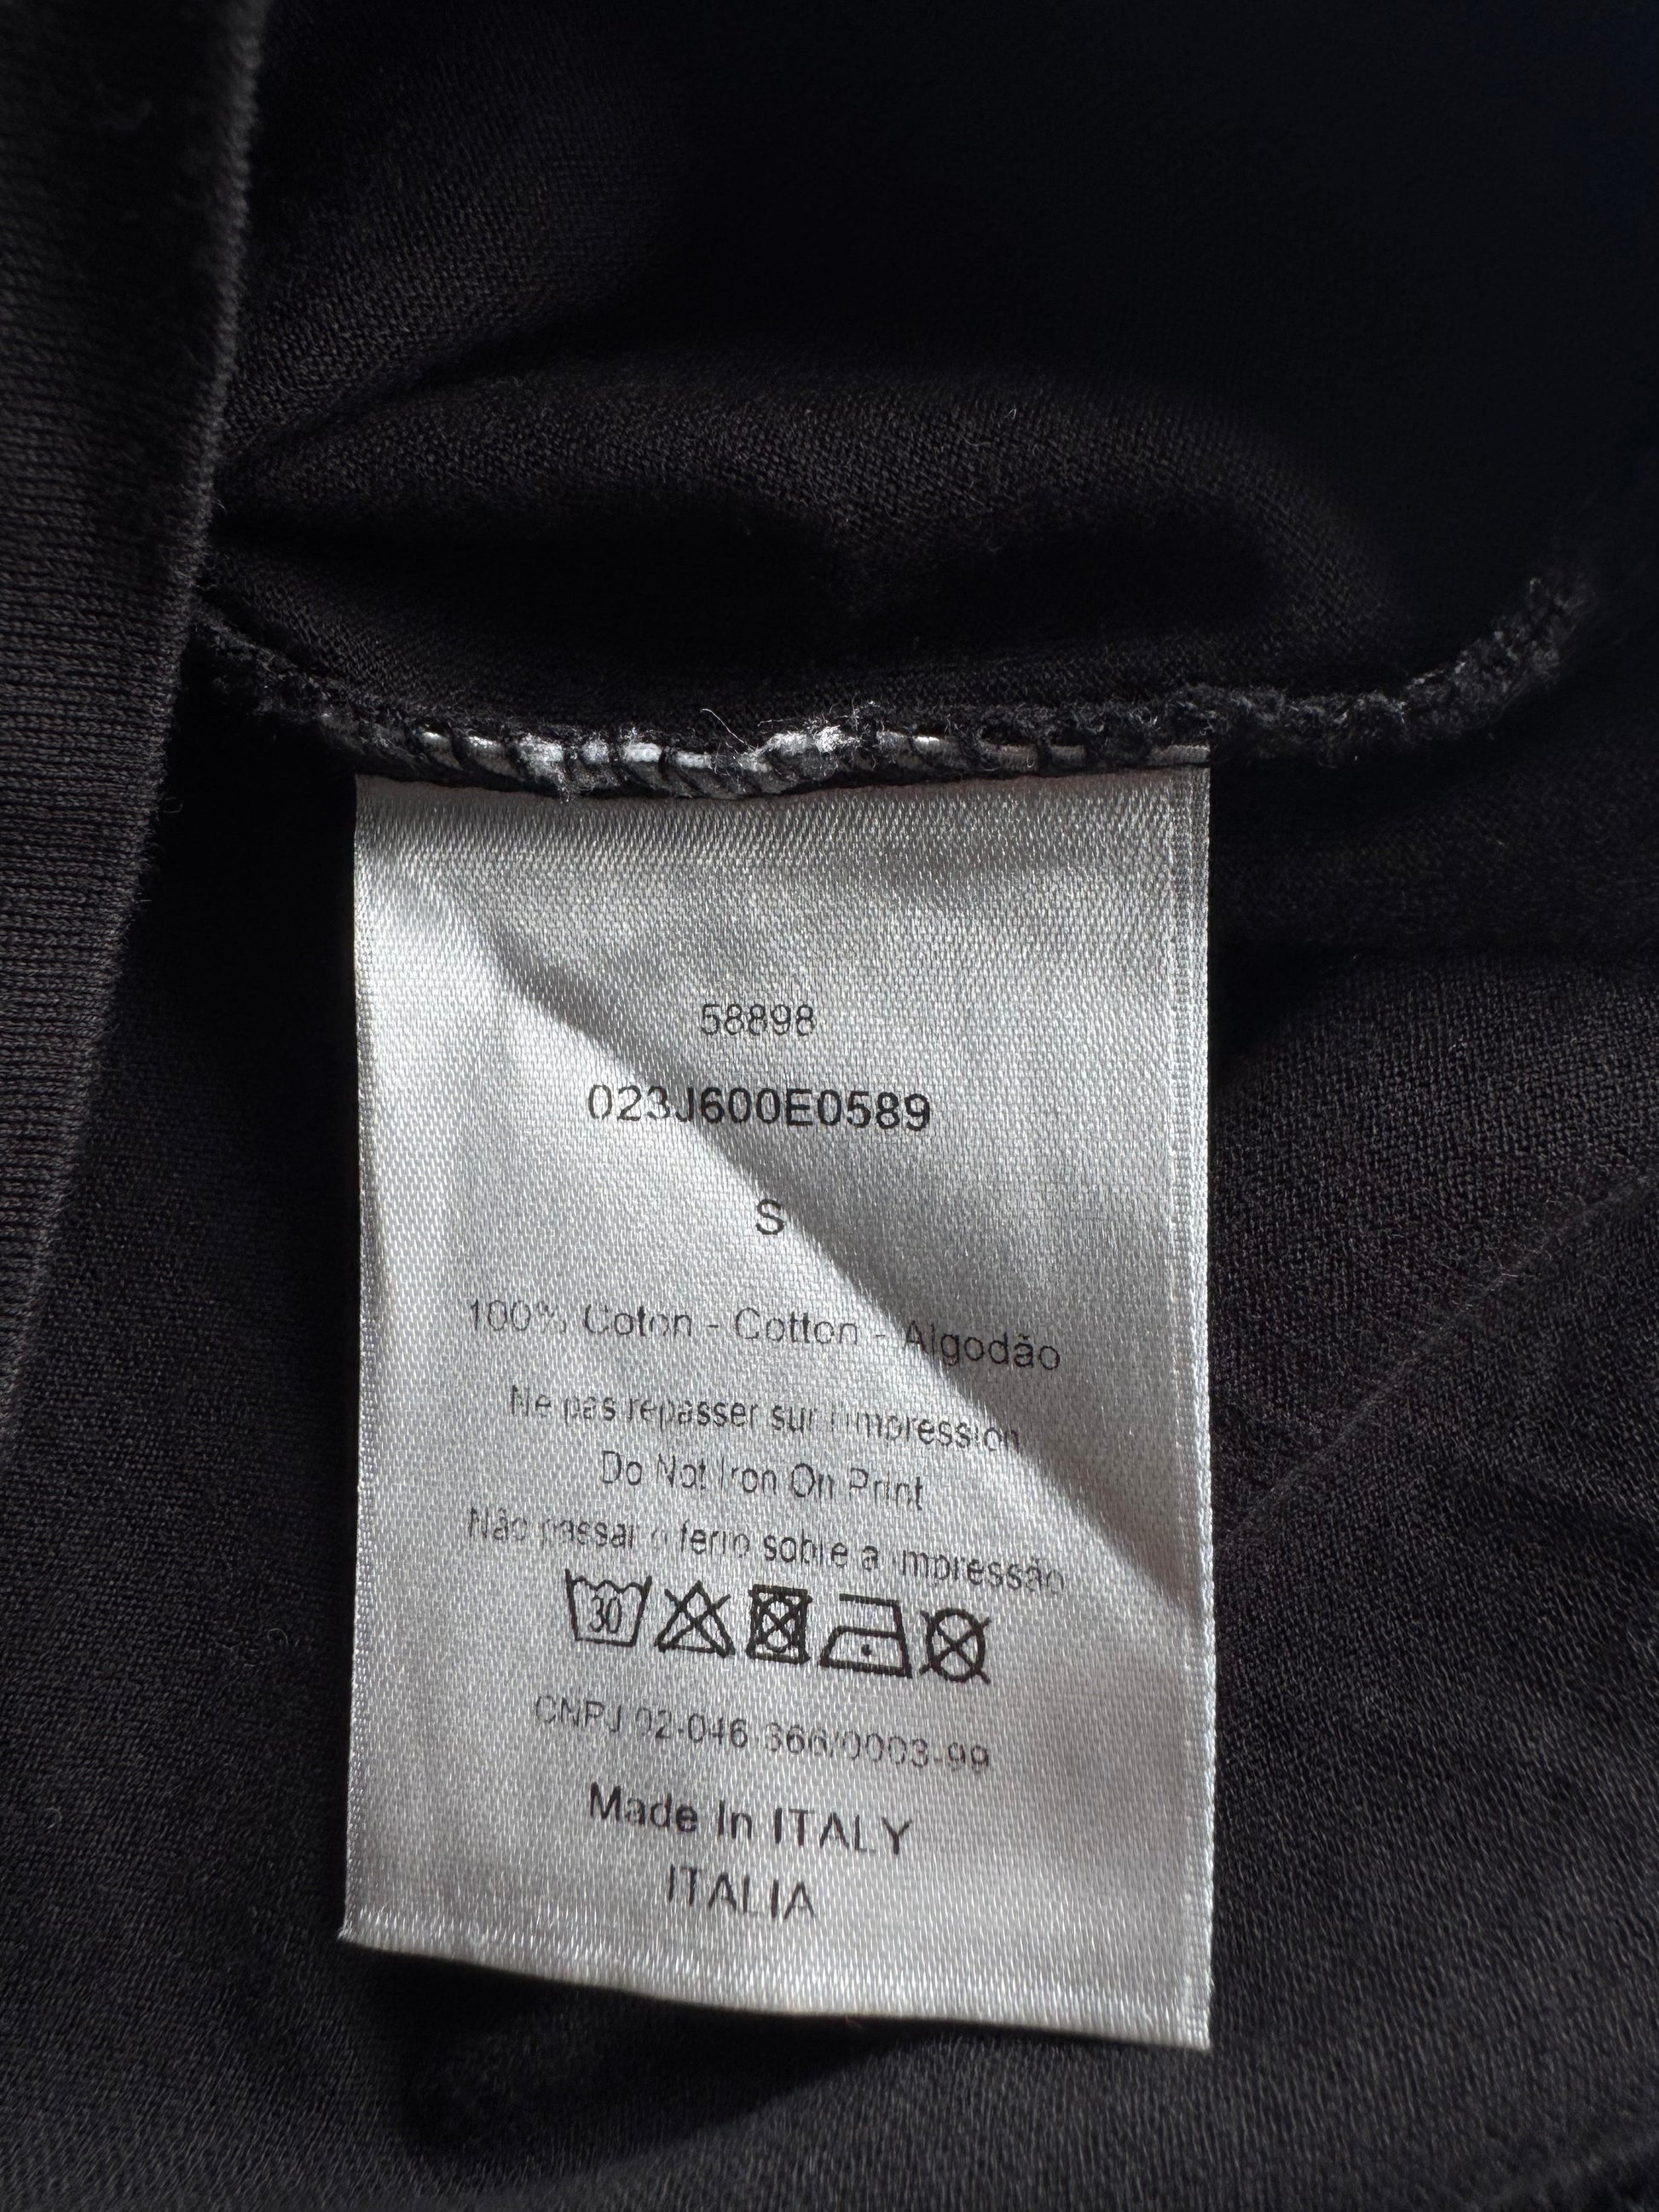 58898
023J600E0589
S
100% Coton - Cotton - Algodão
Ne pas repasser sur l'impression
Do Not Iron On Print
Não passar o ferro sobre a impressão
30
CNPJ 02-046-366/0003-99
Made In ITALY
ITALIA